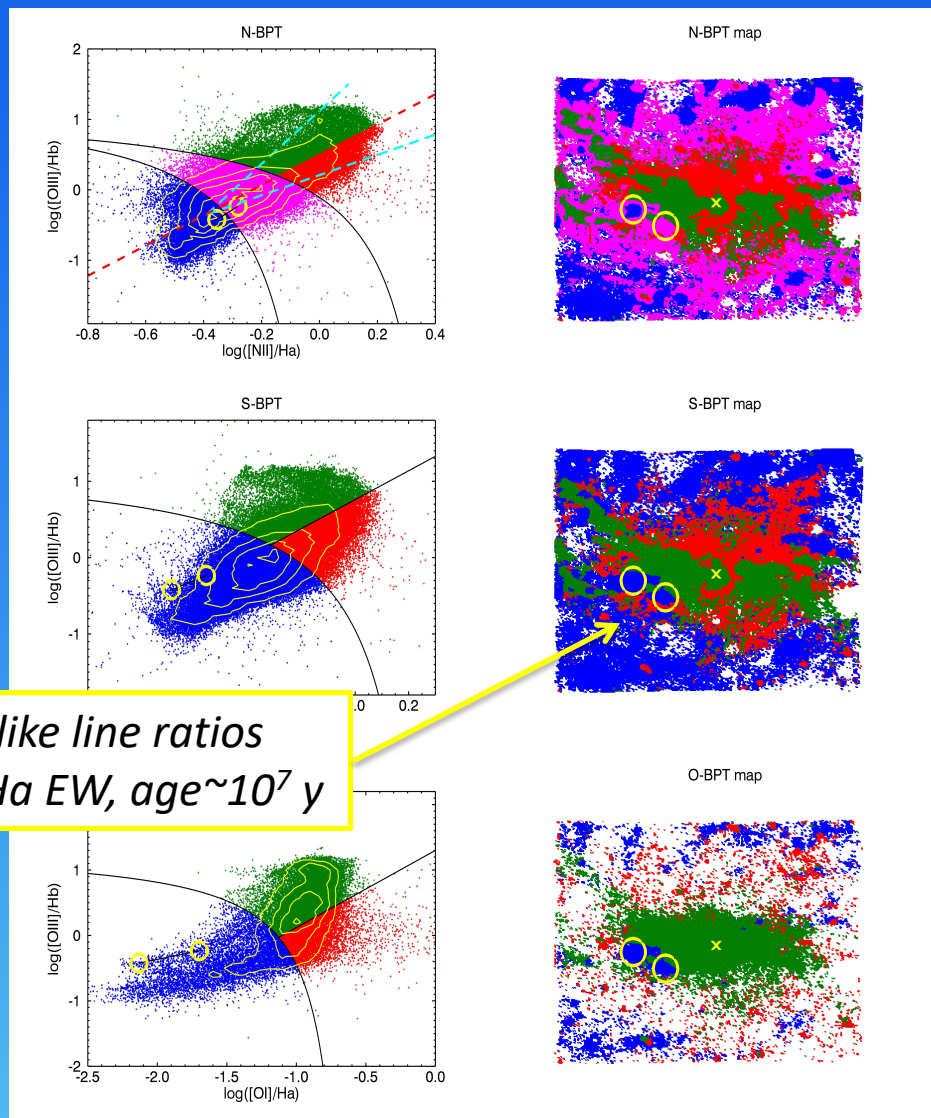 N-BPT
N-BPT map
2
1
0
-1
log([OIII]/Hb)
-0.8 -0.6 -0.4 -0.2 0.0 0.2 0.4
log([NII]/Ha)
x
S-BPT
S-BPT map
1
0
-1
log([OIII]/Hb)
0.2
x
like line ratios
Ha EW, age~10⁷ y
O-BPT map
1
0
-1
-2
log([OIII]/Hb)
-2.5 -2.0 -1.5 -1.0 -0.5 0.0
log([OI]/Ha)
x